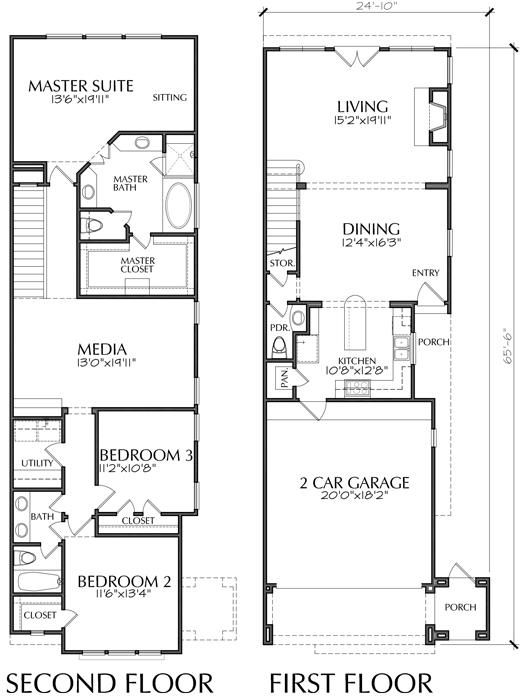 MASTER SUITE
13'6"x19'11"
SITTING
MASTER
BATH
MASTER
CLOSET
MEDIA
13'0"x19'11"
UTILITY
BEDROOM 3
11'2"x10'8"
BATH
CLOSET
BEDROOM 2
11'6"x13'4"
CLOSET
SECOND FLOOR
24'-10"
LIVING
15'2"x19'11"
DINING
12'4"x16'3"
STOR.
ENTRY
PDR.
PORCH
KITCHEN
10'8"x12'8"
PAN.
65'-6"
2 CAR GARAGE
20'0"x18'2"
PORCH
FIRST FLOOR